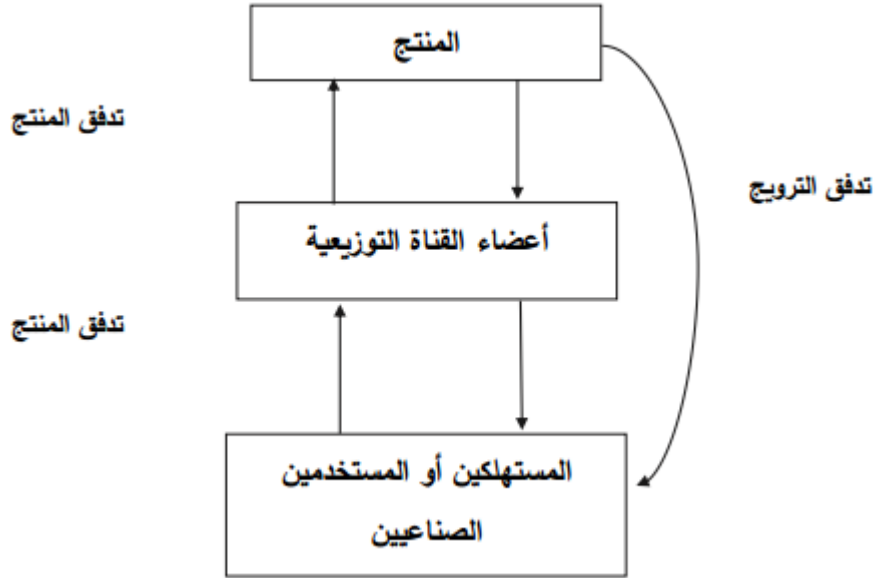 المنتج
تدفق المنتج
تدفق الترويج
أعضاء القناة التوزيعية
تدفق المنتج
المستهلكين أو المستخدمين
الصناعيين